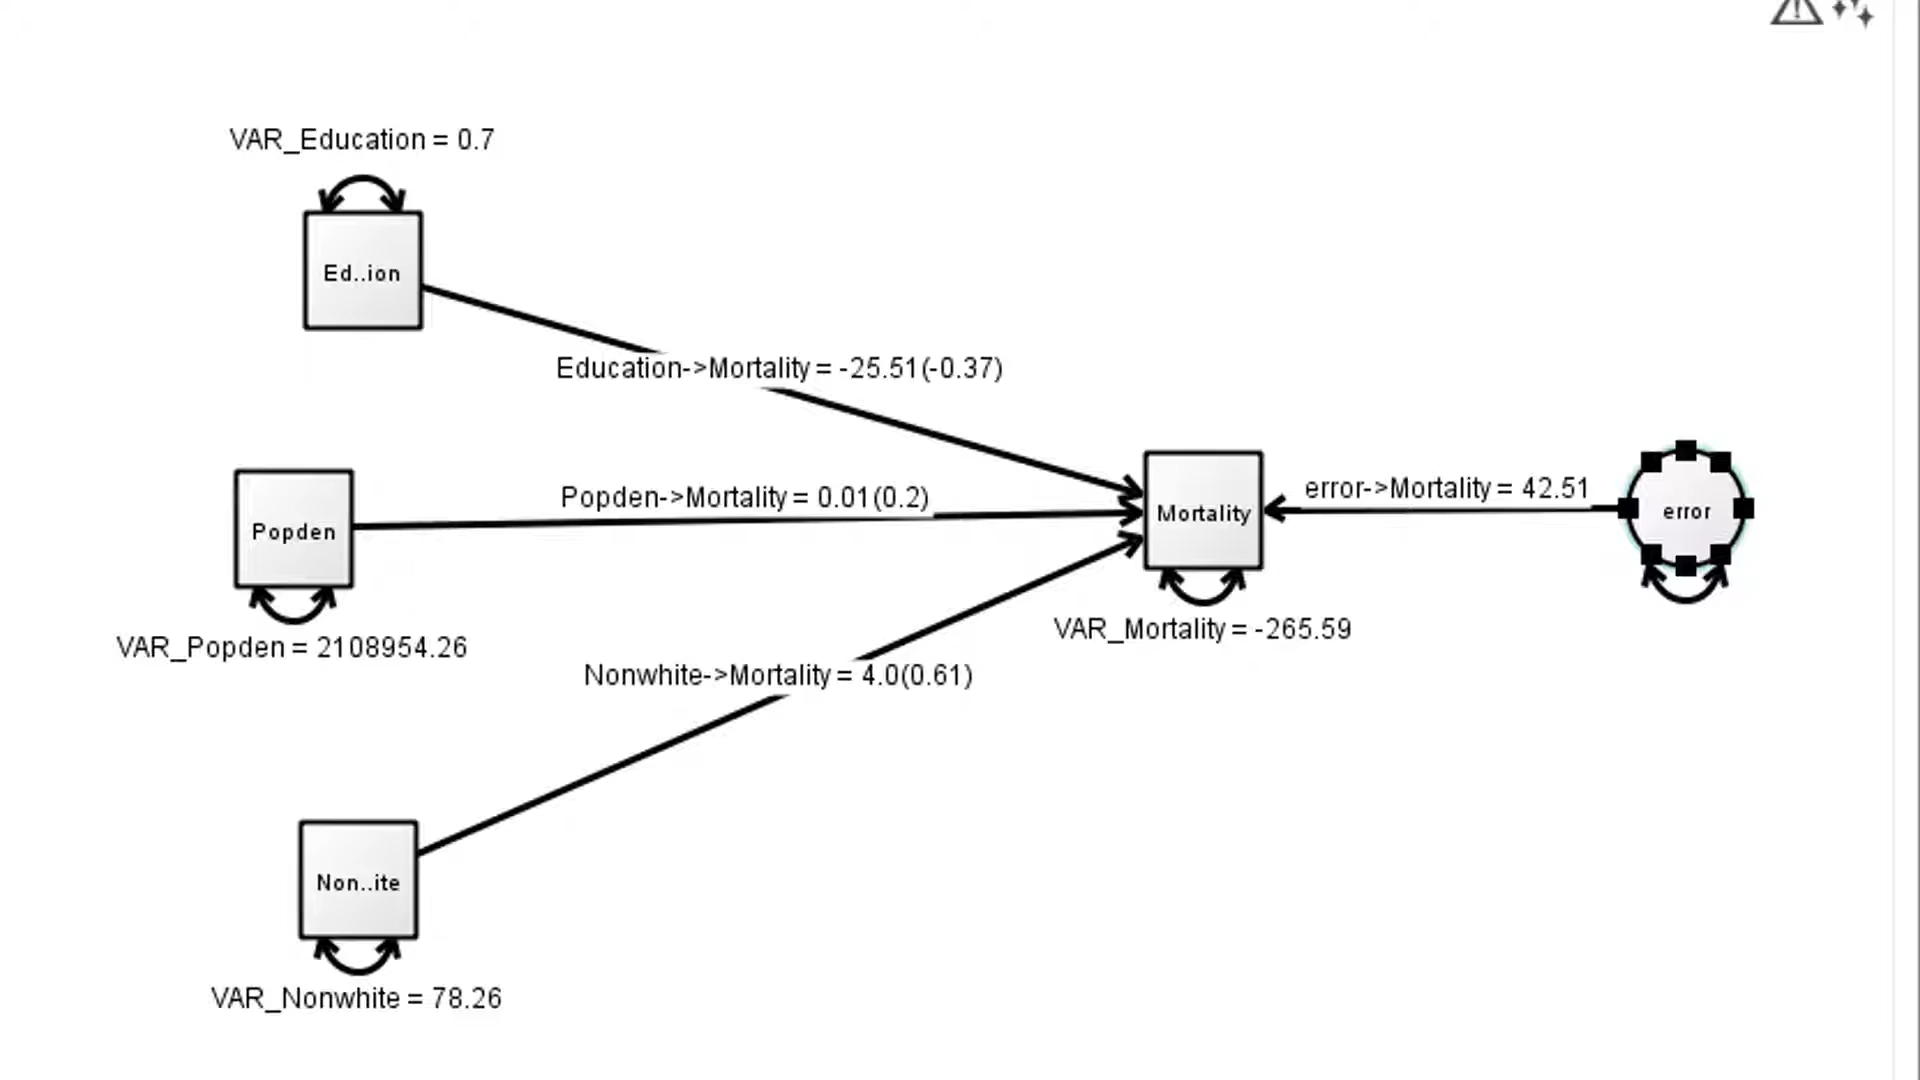 VAR_Education = 0.7
Ed..ion
Education->Mortality = -25.51(-0.37)
Popden->Mortality = 0.01(0.2)
error->Mortality = 42.51
Popden
Mortality
error
VAR_Popden = 2108954.26
VAR_Mortality = -265.59
Nonwhite->Mortality = 4.0(0.61)
Non..ite
VAR_Nonwhite = 78.26